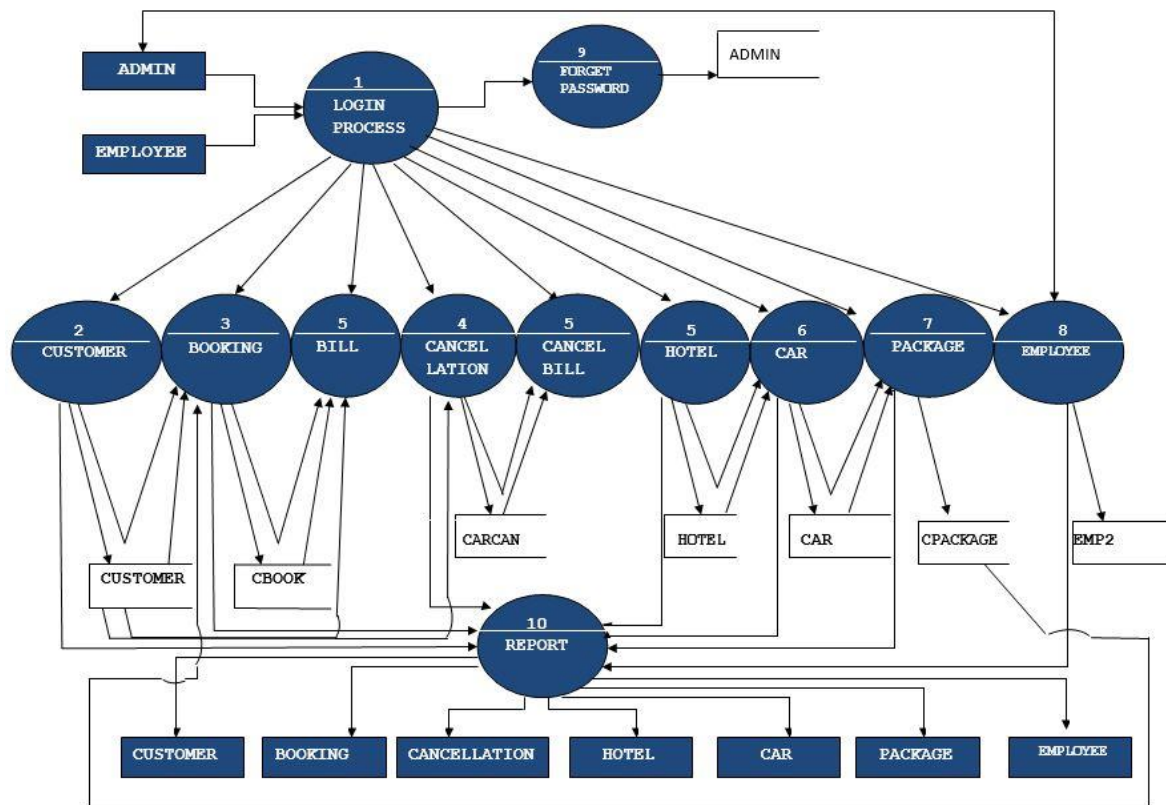 ADMIN
EMPLOYEE
1
LOGIN
PROCESS
9
FORGET
PASSWORD
ADMIN
2
CUSTOMER
3
BOOKING
5
BILL
4
CANCEL
LATION
5
CANCEL
BILL
5
HOTEL
6
CAR
7
PACKAGE
8
EMPLOYEE
CUSTOMER
CBOOK
CARCAN
HOTEL
CAR
CPACKAGE
EMP2
10
REPORT
CUSTOMER
BOOKING
CANCELLATION
HOTEL
CAR
PACKAGE
EMPLOYEE